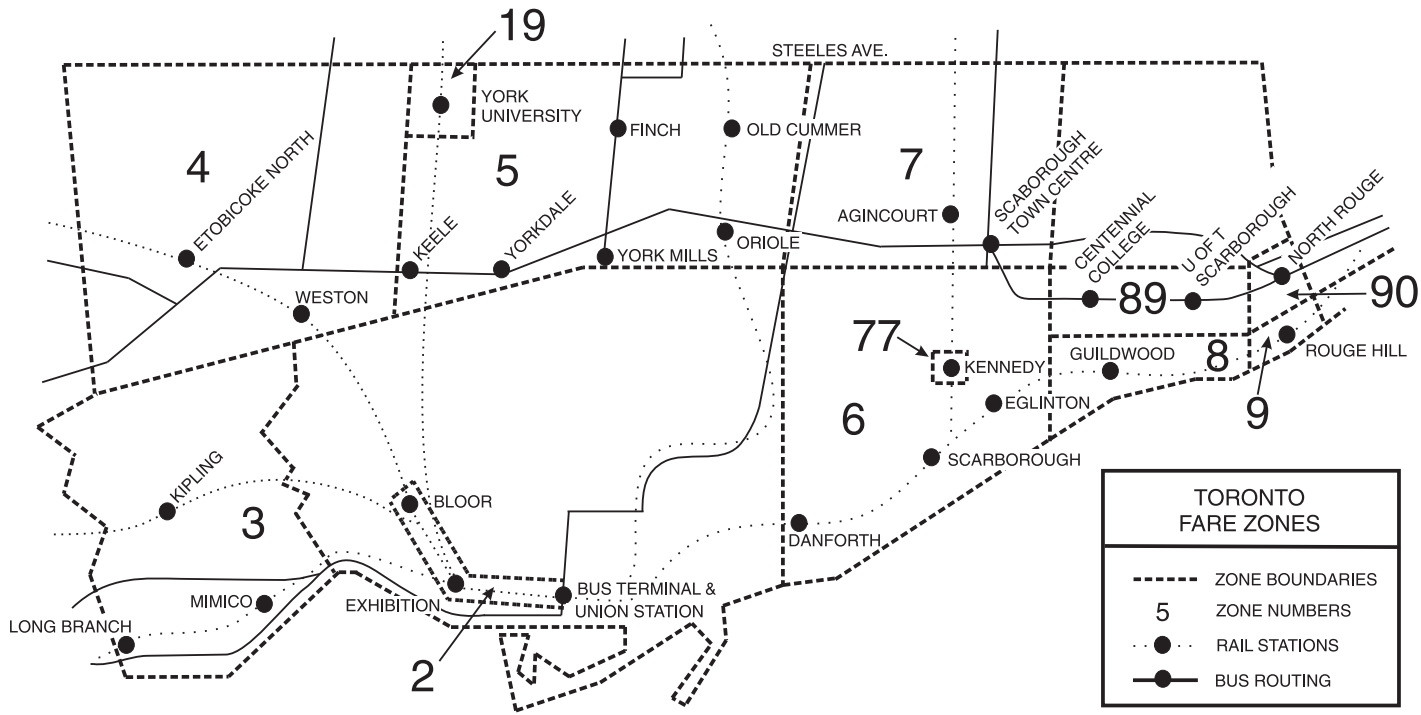 19
STEELES AVE.
YORK
UNIVERSITY
FINCH
OLD CUMMER
4
ETOBICOKE NORTH
5
7
SCABOROUGH
TOWN CENTRE
AGINCOURT
KEELE
YORKDALE
YORK MILLS
ORIOLE
CENTENNIAL
COLLEGE
U OF T
SCARBOROUGH
NORTH ROUGE
WESTON
89
90
77
KENNEDY
GUILDWOOD
8
ROUGE HILL
9
EGLINTON
6
SCARBOROUGH
KIPLING
BLOOR
3
DANFORTH
MIMICO
EXHIBITION
BUS TERMINAL &
UNION STATION
LONG BRANCH
2
TORONTO
FARE ZONES
ZONE BOUNDARIES
5 ZONE NUMBERS
RAIL STATIONS
BUS ROUTING